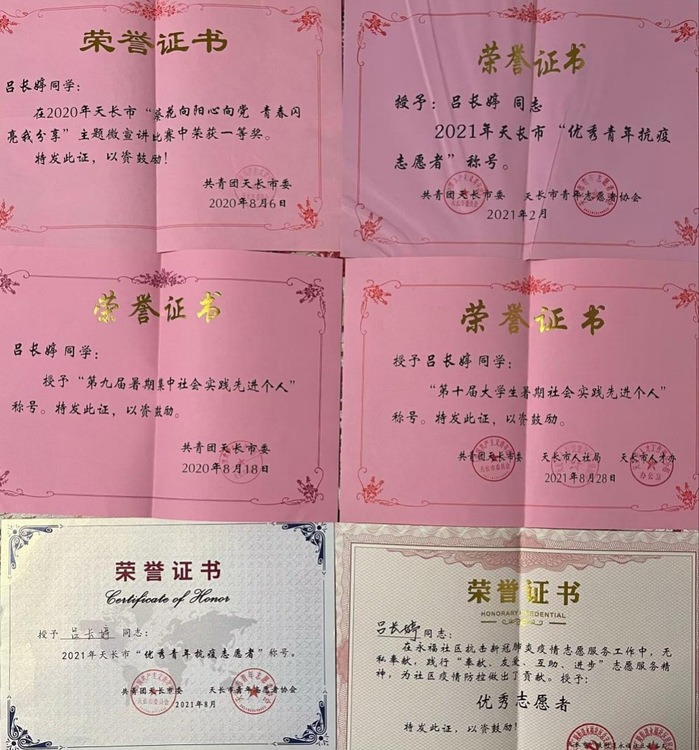 荣誉证书
吕长婷同学：
在2020年天长市“葵花向阳心向党 青春闪
亮我分享”主题微宣讲比赛中荣获一等奖。
特发此证，以资鼓励！
共青团天长市委
2020年8月6日
荣誉证书
授予：吕长婷 同志
2021年天长市“优秀青年抗疫
志愿者”称号。
共青团天长市委 天长市青年志愿者协会
2021年2月
荣誉证书
吕长婷同学：
授予“第九届暑期集中社会实践先进个人”
称号。特发此证，以资鼓励。
共青团天长市委
2020年8月18日
荣誉证书
授予吕长婷同学：
“第十届大学生暑期社会实践先进个人”
称号。特发此证，以资鼓励。
共青团天长市委 天长市人社局 天长市人才办
2021年8月28日
荣誉证书
Certificate of Honor
授予 吕长婷 同志：
2021年天长市“优秀青年抗疫志愿者”称号。
共青团天长市委 天长市青年志愿者协会
2021年8月
荣誉证书
HONORARY CREDENTIAL
吕长婷同志：
在永福社区抗击新冠肺炎疫情志愿服务工作中，无
私奉献，践行“奉献、友爱、互助、进步”志愿服务精
神，为社区疫情防控做出了贡献。授予：
优秀志愿者
特发此证，以资鼓励！